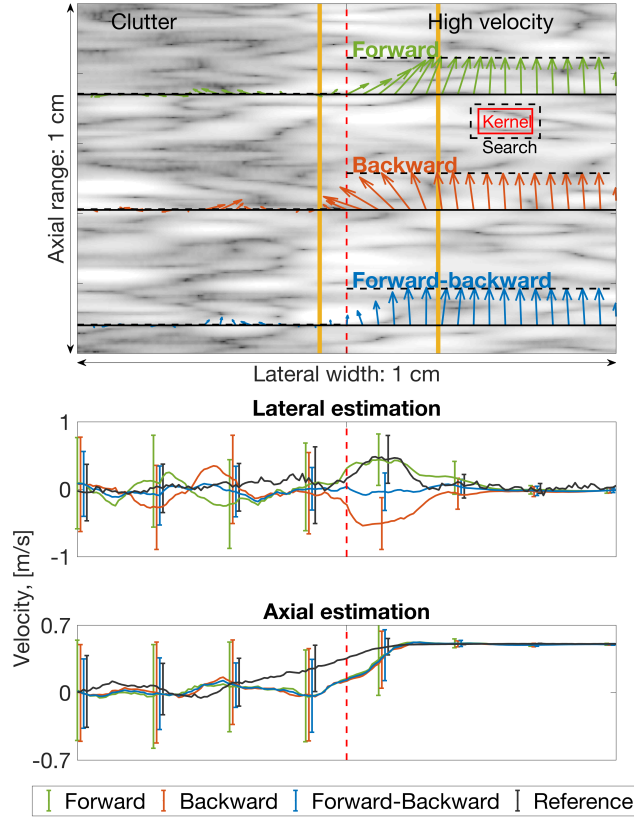 Clutter
High velocity
Forward
Kernel
Search
Backward
Forward-backward
Axial range: 1 cm
Lateral width: 1 cm
Lateral estimation
1
0
-1
Axial estimation
0.7
0
-0.7
Velocity, [m/s]
Forward
Backward
Forward-Backward
Reference